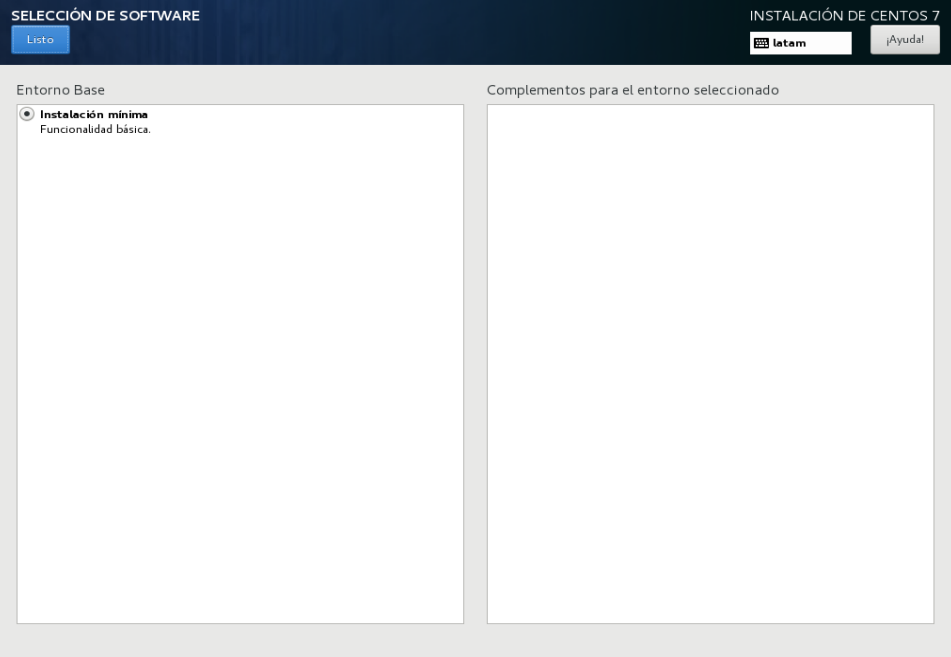 SELECCIÓN DE SOFTWARE
INSTALACIÓN DE CENTOS 7
Listo
latam
¡Ayuda!
Entorno Base
Complementos para el entorno seleccionado
Instalación mínima
Funcionalidad básica.